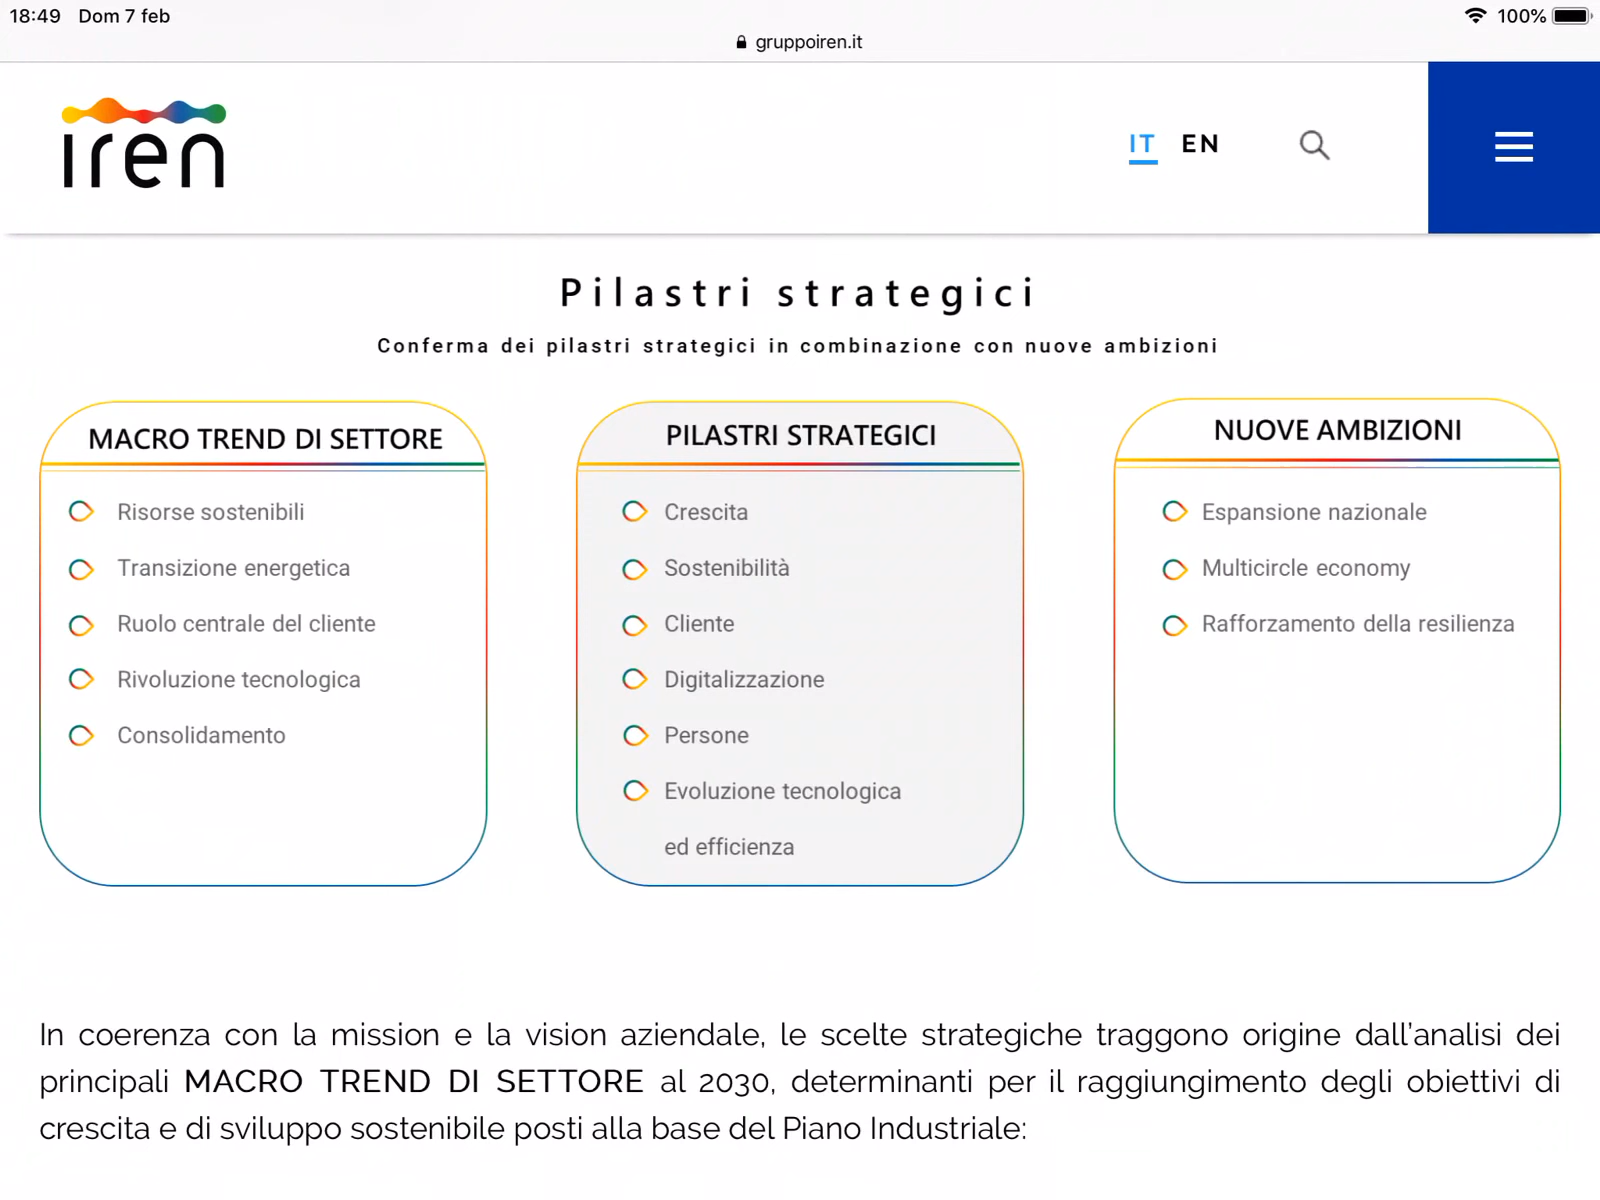 18:49 Dom 7 feb
100%
gruppoiren.it
iren
IT EN
Pilastri strategici
Conferma dei pilastri strategici in combinazione con nuove ambizioni
MACRO TREND DI SETTORE
Risorse sostenibili
Transizione energetica
Ruolo centrale del cliente
Rivoluzione tecnologica
Consolidamento
PILASTRI STRATEGICI
Crescita
Sostenibilità
Cliente
Digitalizzazione
Persone
Evoluzione tecnologica
ed efficienza
NUOVE AMBIZIONI
Espansione nazionale
Multicircle economy
Rafforzamento della resilienza
In coerenza con la mission e la vision aziendale, le scelte strategiche traggono origine dall'analisi dei
principali MACRO TREND DI SETTORE al 2030, determinanti per il raggiungimento degli obiettivi di
crescita e di sviluppo sostenibile posti alla base del Piano Industriale: